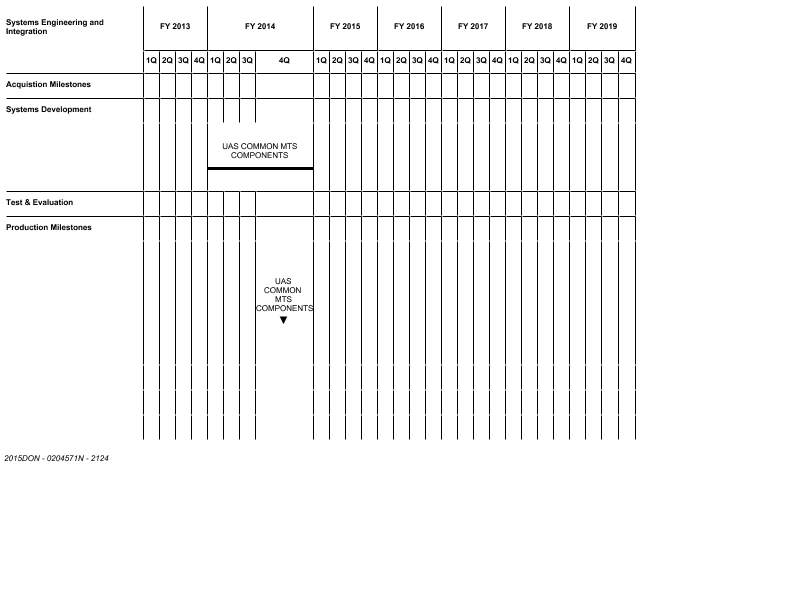 Systems Engineering and
Integration
FY 2013 FY 2014 FY 2015 FY 2016 FY 2017 FY 2018 FY 2019
1Q 2Q 3Q 4Q 1Q 2Q 3Q 4Q 1Q 2Q 3Q 4Q 1Q 2Q 3Q 4Q 1Q 2Q 3Q 4Q 1Q 2Q 3Q 4Q 1Q 2Q 3Q 4Q
Acquistion Milestones
Systems Development
UAS COMMON MTS
COMPONENTS
Test & Evaluation
Production Milestones
UAS
COMMON
MTS
COMPONENTS
2015DON - 0204571N - 2124